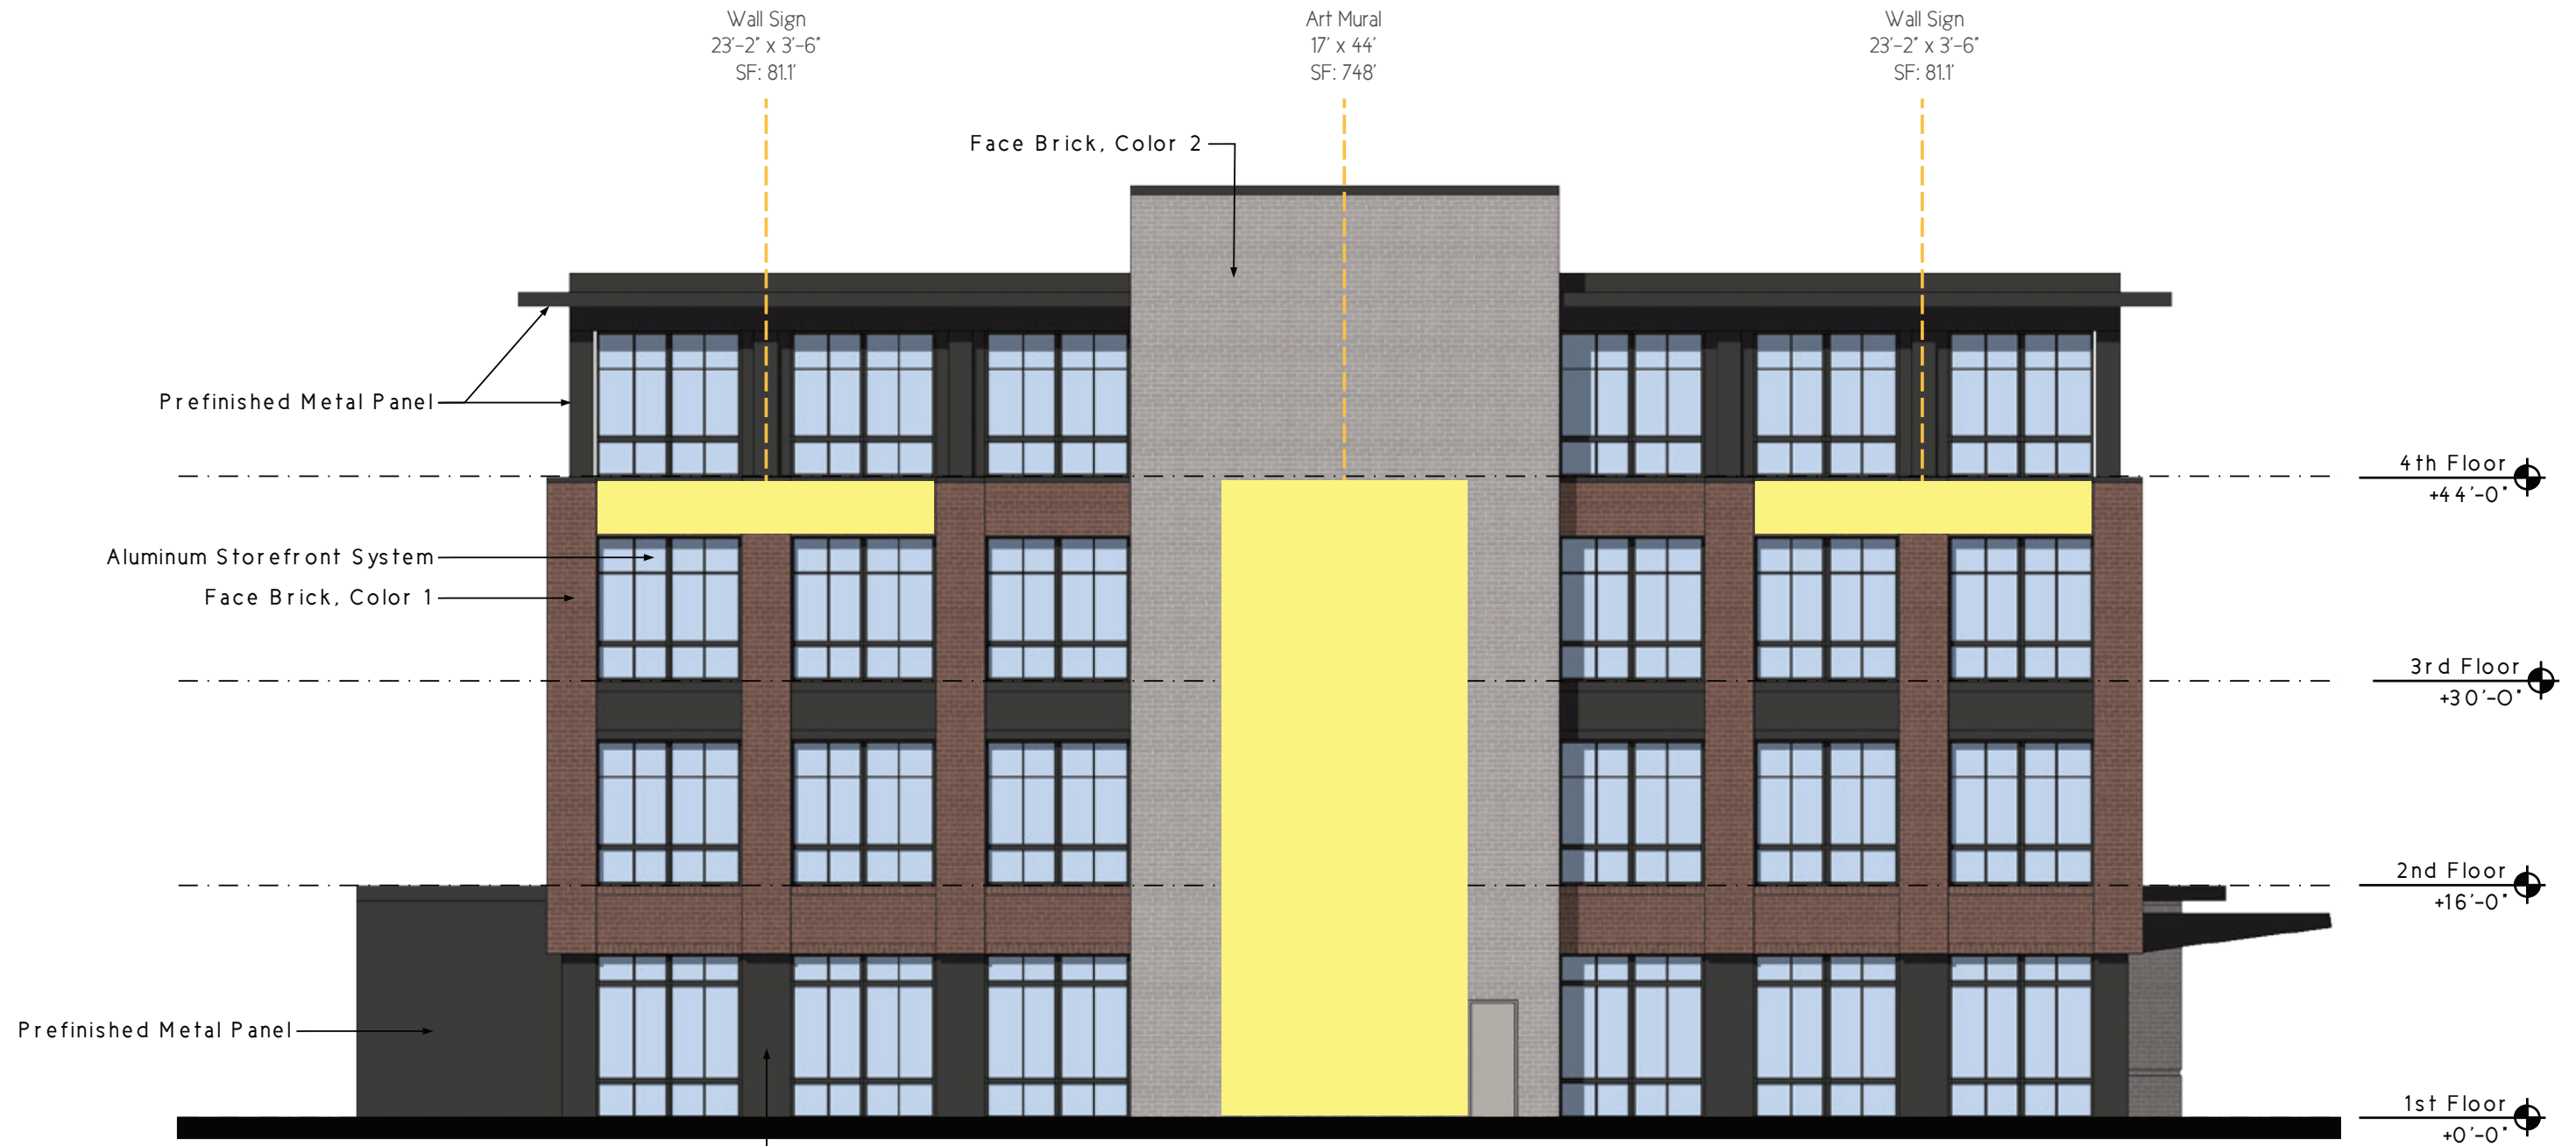 Wall Sign
23'-2" x 3'-6"
SF: 81.1'
Art Mural
17' x 44'
SF: 748'
Wall Sign
23'-2" x 3'-6"
SF: 81.1'
Face Brick, Color 2
Prefinished Metal Panel
4th Floor
+44'-0"
Aluminum Storefront System
Face Brick, Color 1
3rd Floor
+30'-0"
2nd Floor
+16'-0"
Prefinished Metal Panel
1st Floor
+0'-0"